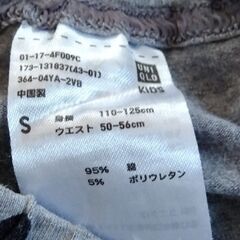 01-17-4F009C
173-131837(43-01)
364-04YA-2VB
中国製
UNI
QLO
KIDS
S
身長 110-125cm
ウエスト 50-56cm
95% 綿
5% ポリウレタン